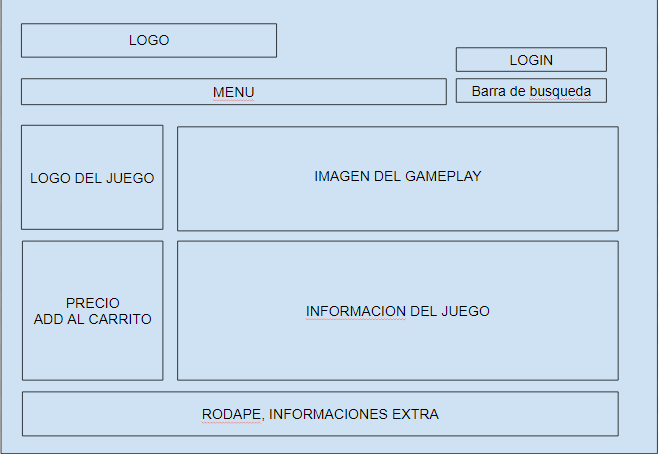 LOGO
LOGIN
MENU
Barra de busqueda
LOGO DEL JUEGO
IMAGEN DEL GAMEPLAY
PRECIO
ADD AL CARRITO
INFORMACION DEL JUEGO
RODAPE, INFORMACIONES EXTRA